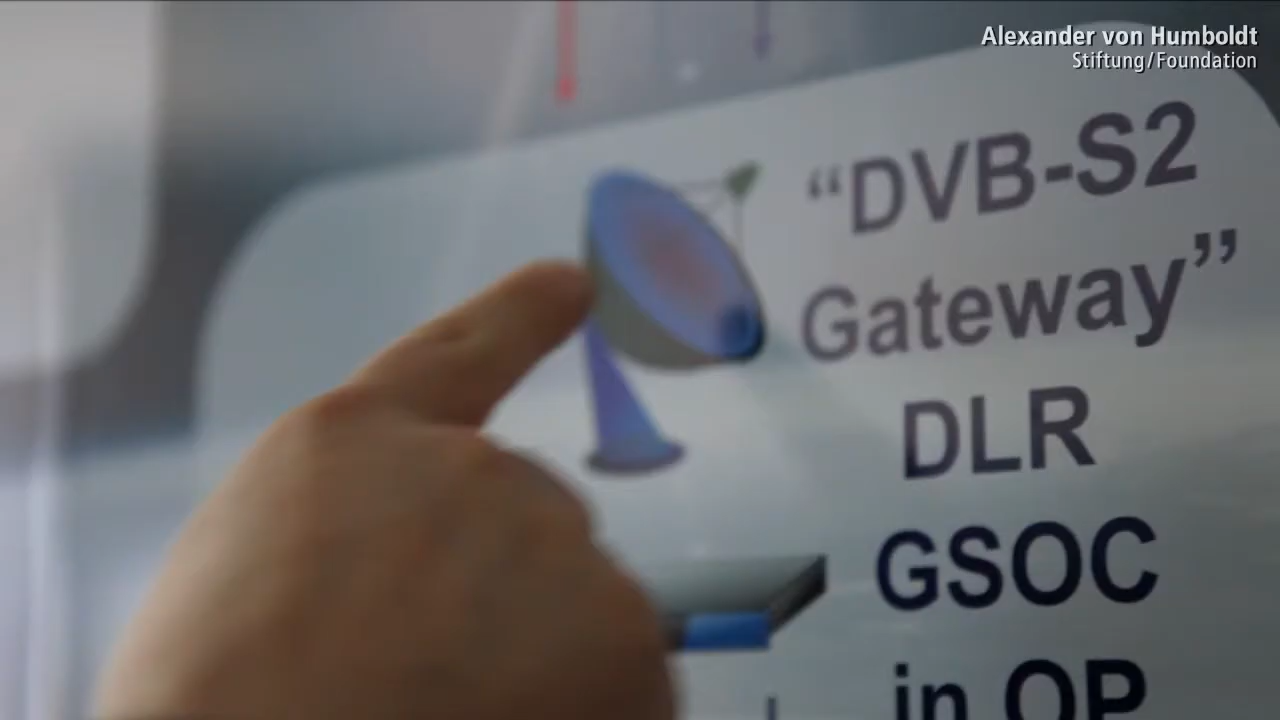 Alexander von Humboldt
Stiftung/Foundation
“DVB-S2
Gateway”
DLR
GSOC
in OP